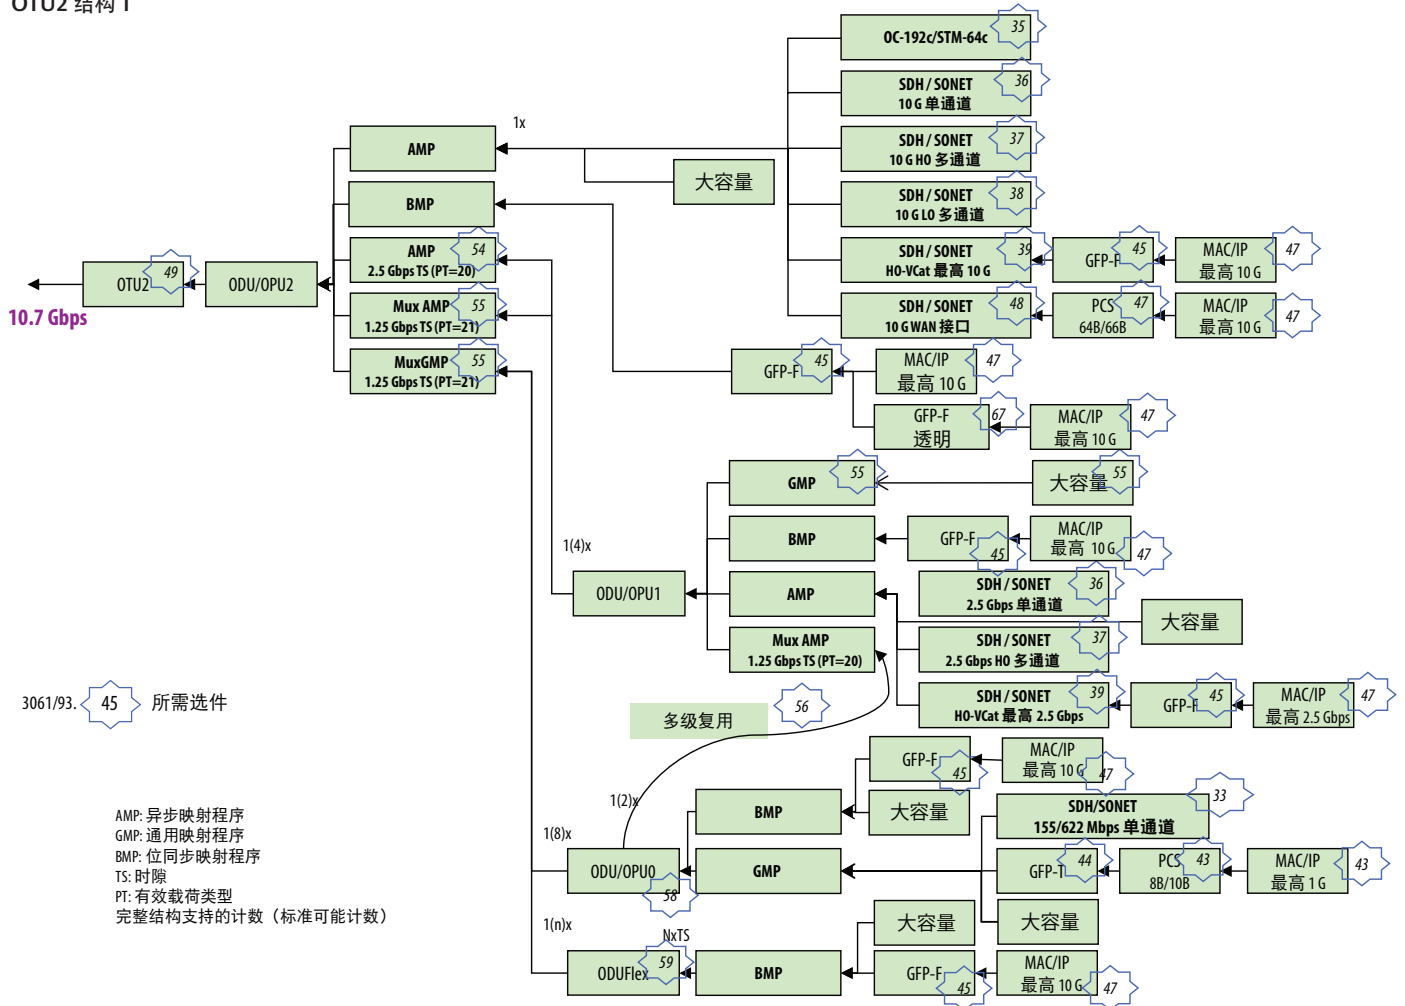 OTU2 结构 1
OC-192c/STM-64c
35
SDH / SONET
10 G 单通道
36
1x
AMP
SDH / SONET
10 G HO 多通道
37
大容量
BMP
SDH / SONET
10 G LO 多通道
38
AMP
2.5 Gbps TS (PT=20)
54
SDH / SONET
HO-VCat 最高 10 G
39
GFP-F
45
MAC/IP
最高 10 G
47
OTU2
49
ODU/OPU2
10.7 Gbps
Mux AMP
1.25 Gbps TS (PT=21)
55
SDH / SONET
10 G WAN 接口
48
PCS
64B/66B
47
MAC/IP
最高 10 G
47
MuxGMP
1.25 Gbps TS (PT=21)
55
GFP-F
45
MAC/IP
最高 10 G
47
GFP-F
透明
67
MAC/IP
最高 10 G
47
GMP
55
大容量
55
1(4)x
BMP
GFP-F
45
MAC/IP
最高 10 G
47
ODU/OPU1
AMP
SDH / SONET
2.5 Gbps 单通道
36
大容量
Mux AMP
1.25 Gbps TS (PT=20)
SDH / SONET
2.5 Gbps HO 多通道
37
3061/93.
45
所需选件
多级复用
56
SDH / SONET
HO-VCat 最高 2.5 Gbps
39
GFP-F
45
MAC/IP
最高 2.5 Gbps
47
GFP-F
45
MAC/IP
最高 10 G
47
1(2)x
BMP
大容量
SDH/SONET
155/622 Mbps 单通道
33
1(8)x
ODU/OPU0
58
GMP
GFP-T
44
PCS
8B/10B
43
MAC/IP
最高 1 G
43
AMP: 异步映射程序
GMP: 通用映射程序
BMP: 位同步映射程序
TS: 时隙
PT: 有效载荷类型
完整结构支持的计数（标准可能计数）
大容量
大容量
1(n)x
NxTS
ODUFlex
59
BMP
GFP-F
45
MAC/IP
最高 10 G
47